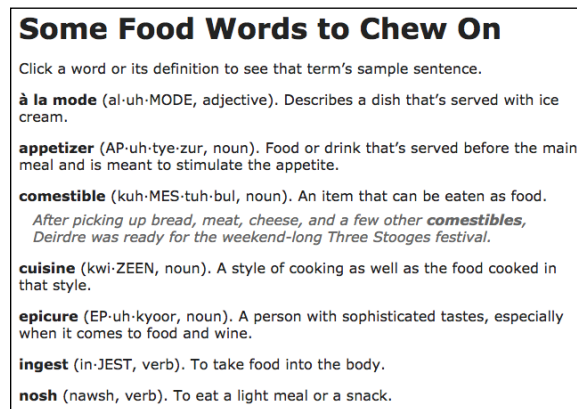 Some Food Words to Chew On
Click a word or its definition to see that term's sample sentence.
à la mode (al·uh·MODE, adjective). Describes a dish that's served with ice
cream.
appetizer (AP·uh·tye·zur, noun). Food or drink that's served before the main
meal and is meant to stimulate the appetite.
comestible (kuh·MES·tuh·bul, noun). An item that can be eaten as food.
After picking up bread, meat, cheese, and a few other comestibles,
Deirdre was ready for the weekend-long Three Stooges festival.
cuisine (kwi·ZEEN, noun). A style of cooking as well as the food cooked in
that style.
epicure (EP·uh·kyoor, noun). A person with sophisticated tastes, especially
when it comes to food and wine.
ingest (in·JEST, verb). To take food into the body.
nosh (nawsh, verb). To eat a light meal or a snack.